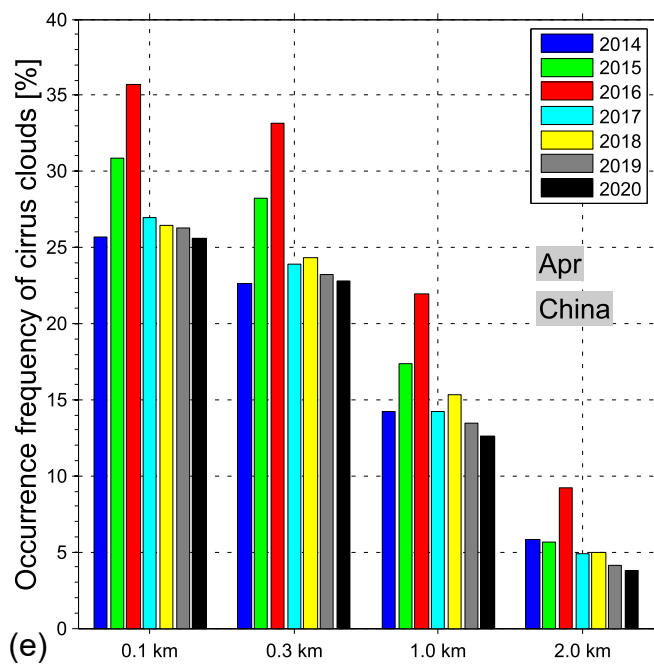 Occurrence frequency of cirrus clouds [%]
40
35
30
25
20
15
10
5
0
2014
2015
2016
2017
2018
2019
2020
Apr
China
0.1 km
0.3 km
1.0 km
2.0 km
(e)